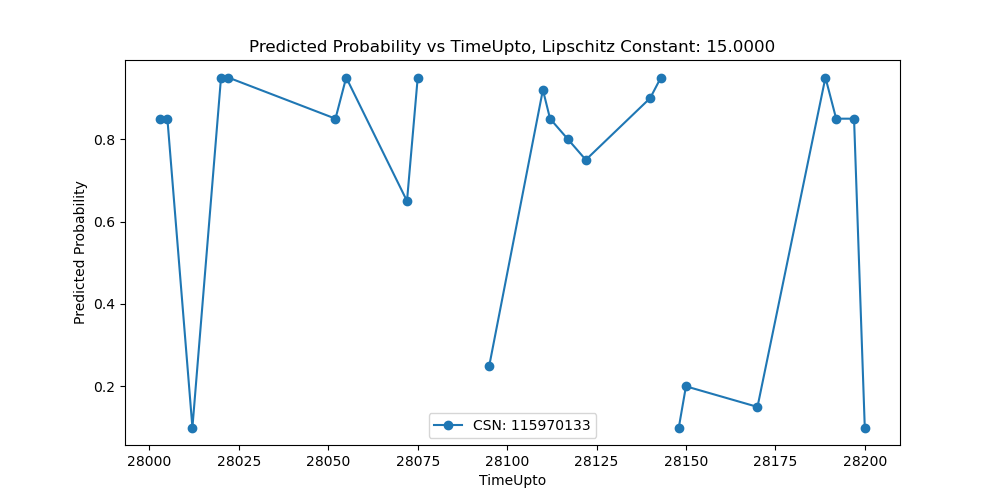 Predicted Probability vs TimeUpto, Lipschitz Constant: 15.0000
Predicted Probability
0.8
0.6
0.4
0.2
CSN: 115970133
28000 28025 28050 28075 28100 28125 28150 28175 28200
TimeUpto